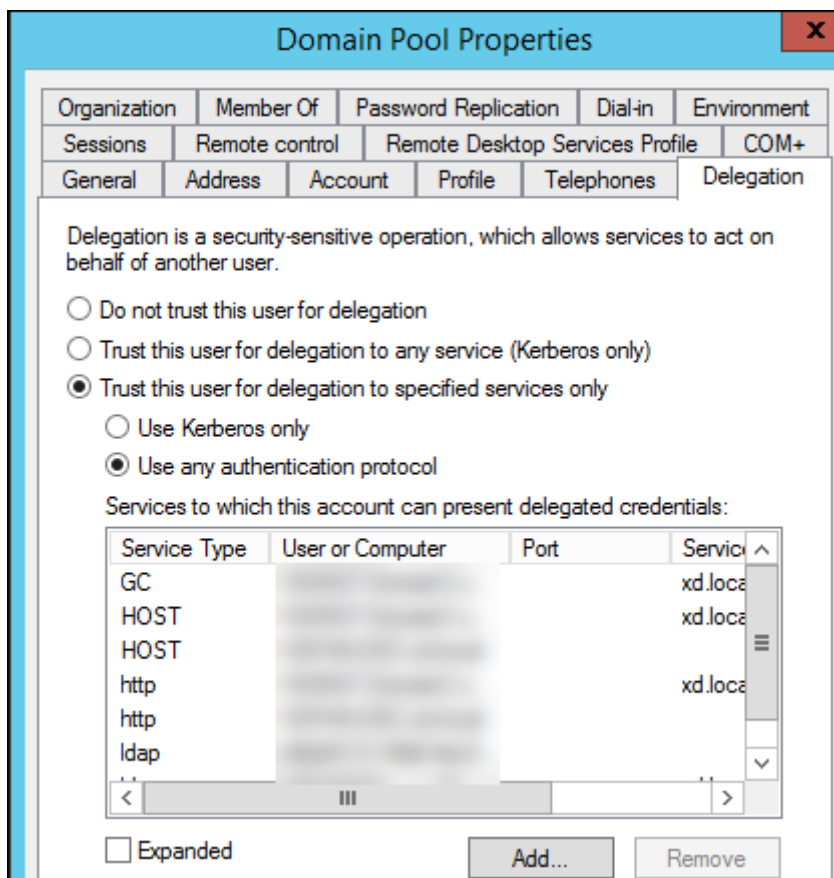 Domain Pool Properties
x
Organization Member Of Password Replication Dial-in Environment
Sessions Remote control Remote Desktop Services Profile COM+
General Address Account Profile Telephones Delegation
Delegation is a security-sensitive operation, which allows services to act on
behalf of another user.
Do not trust this user for delegation
Trust this user for delegation to any service (Kerberos only)
Trust this user for delegation to specified services only
Use Kerberos only
Use any authentication protocol
Services to which this account can present delegated credentials:
Service Type User or Computer Port Servic
GC xd.loca
HOST xd.loca
HOST
http xd.loca
http
ldap
Expanded Add... Remove